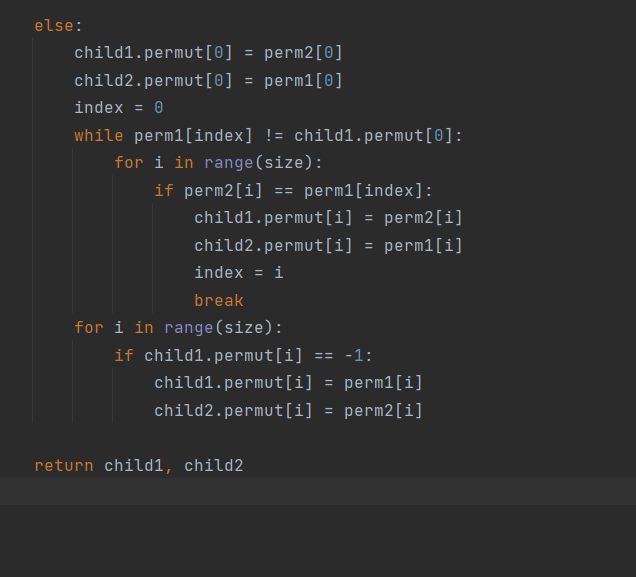 else:
    child1.permut[0] = perm2[0]
    child2.permut[0] = perm1[0]
    index = 0
    while perm1[index] != child1.permut[0]:
        for i in range(size):
            if perm2[i] == perm1[index]:
                child1.permut[i] = perm2[i]
                child2.permut[i] = perm1[i]
                index = i
                break
    for i in range(size):
        if child1.permut[i] == -1:
            child1.permut[i] = perm1[i]
            child2.permut[i] = perm2[i]
return child1, child2